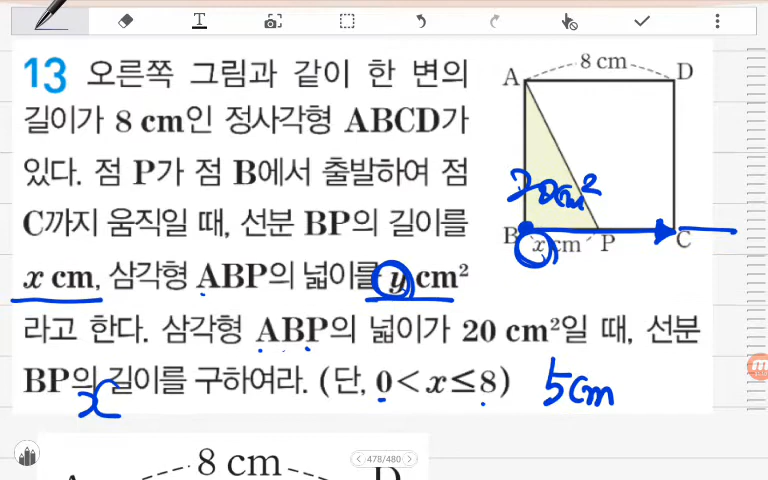 T
13 오른쪽 그림과 같이 한 변의
길이가 8 cm인 정사각형 ABCD가
있다. 점 P가 점 B에서 출발하여 점
C까지 움직일 때, 선분 BP의 길이를
x cm, 삼각형 ABP의 넓이를 y cm²
라고 한다. 삼각형 ABP의 넓이가 20 cm²일 때, 선분
BP의 길이를 구하여라. (단, 0<x≤8)
x
5cm
8 cm
A
D
20cm²
B
x cm
P
C
478/480
8 cm
A
D